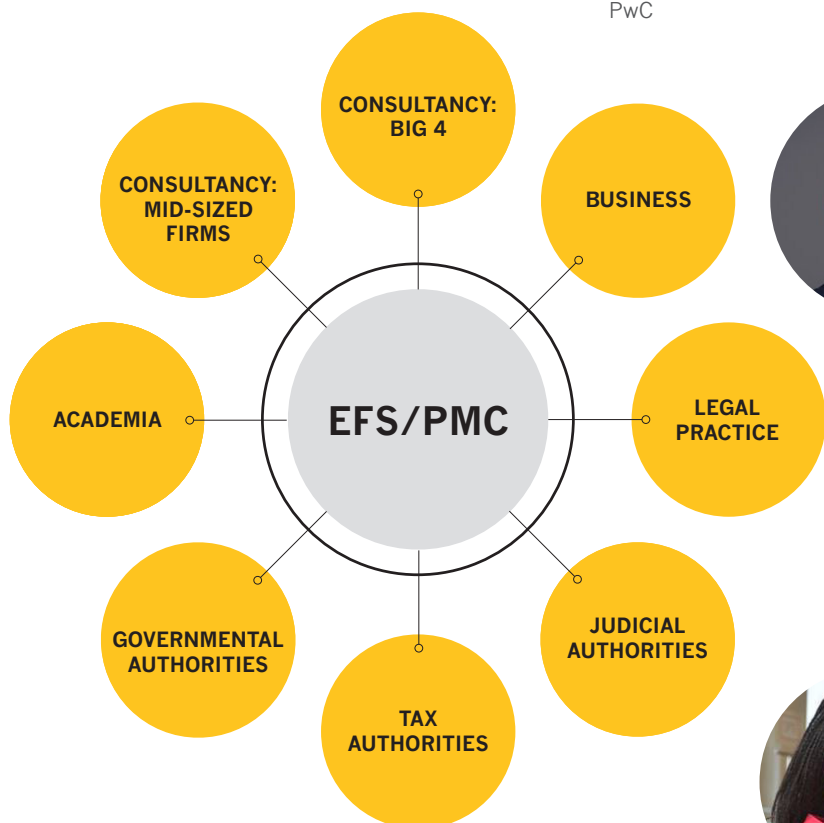 PwC
CONSULTANCY:
BIG 4
CONSULTANCY:
MID-SIZED
FIRMS
BUSINESS
ACADEMIA
EFS/PMC
LEGAL
PRACTICE
GOVERNMENTAL
AUTHORITIES
JUDICIAL
AUTHORITIES
TAX
AUTHORITIES